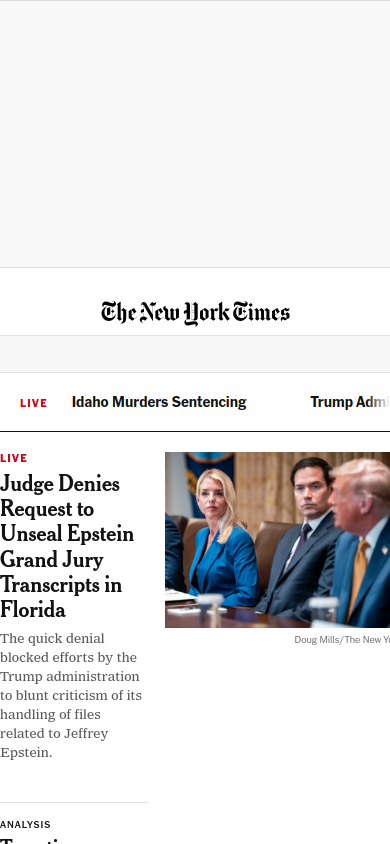 The New York Times
LIVE
Idaho Murders Sentencing
Trump Admi
LIVE
Judge Denies
Request to
Unseal Epstein
Grand Jury
Transcripts in
Florida
The quick denial
blocked efforts by the
Trump administration
to blunt criticism of its
handling of files
related to Jeffrey
Epstein.
Doug Mills/The New Yo
ANALYSIS